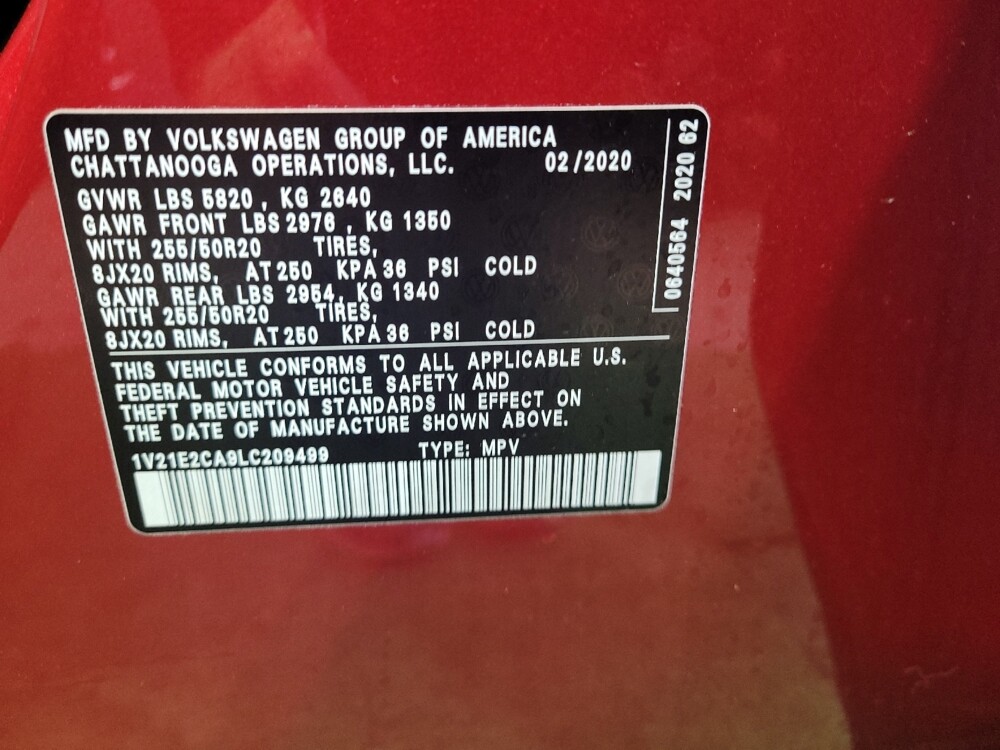 MFD BY VOLKSWAGEN GROUP OF AMERICA
CHATTANOOGA OPERATIONS, LLC. 02/2020
GVWR LBS 5820 , KG 2640
GAWR FRONT LBS 2976 , KG 1350
WITH 255/50R20 TIRES,
8JX20 RIMS, AT 250 KPA 36 PSI COLD
GAWR REAR LBS 2954, KG 1340
WITH 255/50R20 TIRES,
8JX20 RIMS, AT 250 KPA 36 PSI COLD
THIS VEHICLE CONFORMS TO ALL APPLICABLE U.S.
FEDERAL MOTOR VEHICLE SAFETY AND
THEFT PREVENTION STANDARDS IN EFFECT ON
THE DATE OF MANUFACTURE SHOWN ABOVE.
1V21E2CA9LC209499 TYPE: MPV
0640564 2020 62